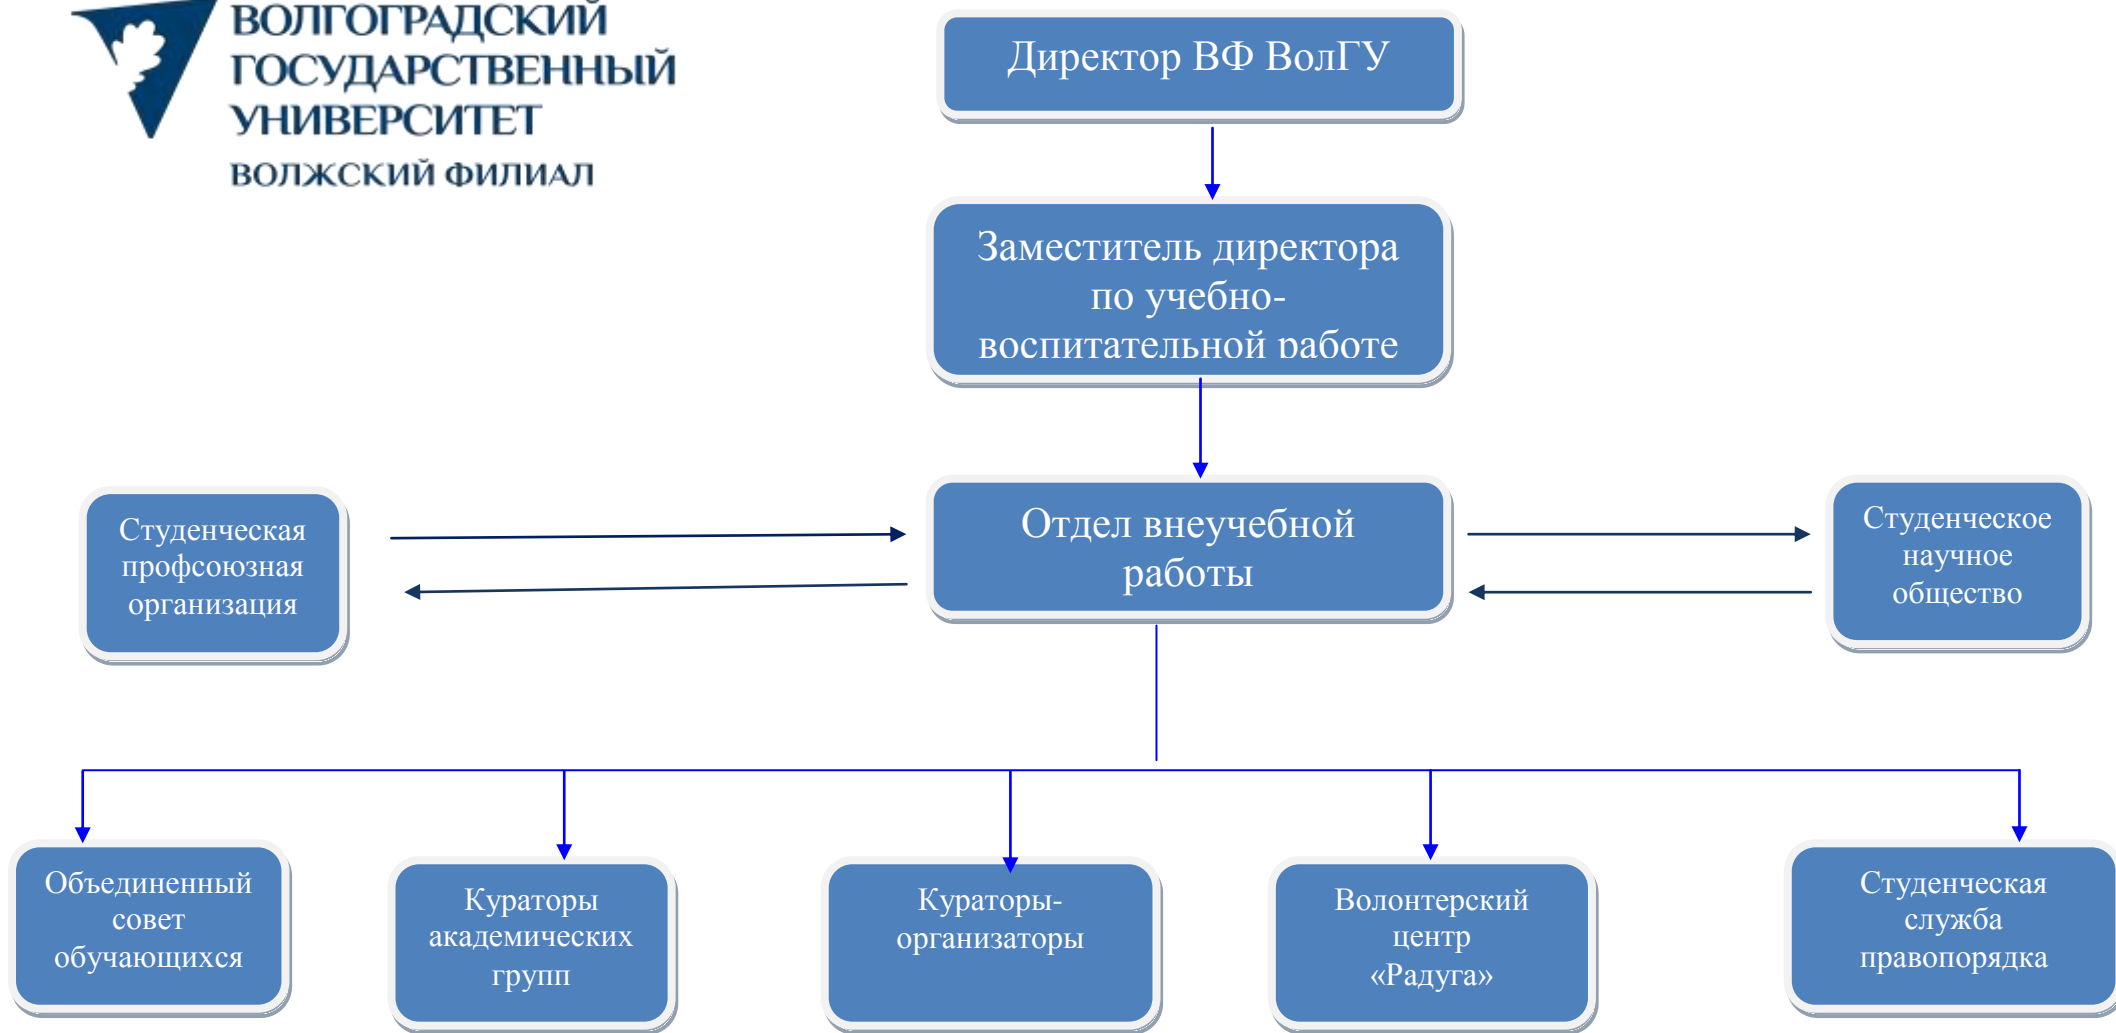 ВОЛГОГРАДСКИЙ
ГОСУДАРСТВЕННЫЙ
УНИВЕРСИТЕТ
ВОЛЖСКИЙ ФИЛИАЛ
Директор ВФ ВолГУ
Заместитель директора
по учебно-
воспитательной работе
Студенческая
профсоюзная
организация
Отдел внеучебной
работы
Студенческое
научное
общество
Объединенный
совет
обучающихся
Кураторы
академических
групп
Кураторы-
организаторы
Волонтерский
центр
«Радуга»
Студенческая
служба
правопорядка